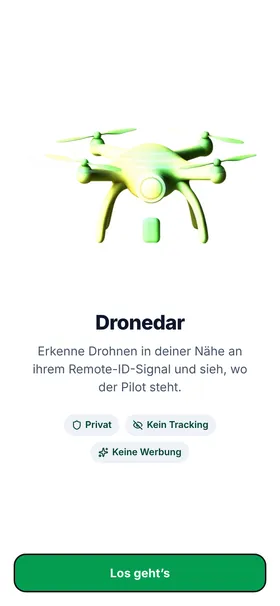 Dronedar
Erkenne Drohnen in deiner Nähe an
ihrem Remote-ID-Signal und sieh, wo
der Pilot steht.
Privat
Kein Tracking
Keine Werbung
Los geht’s